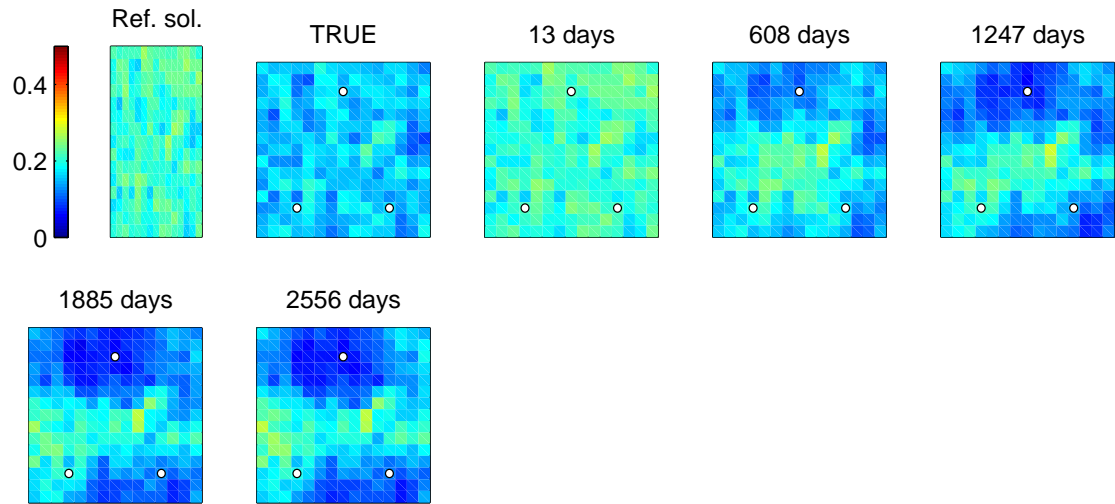 Ref. sol.
TRUE
13 days
608 days
1247 days
0.4
0.2
0
1885 days
2556 days